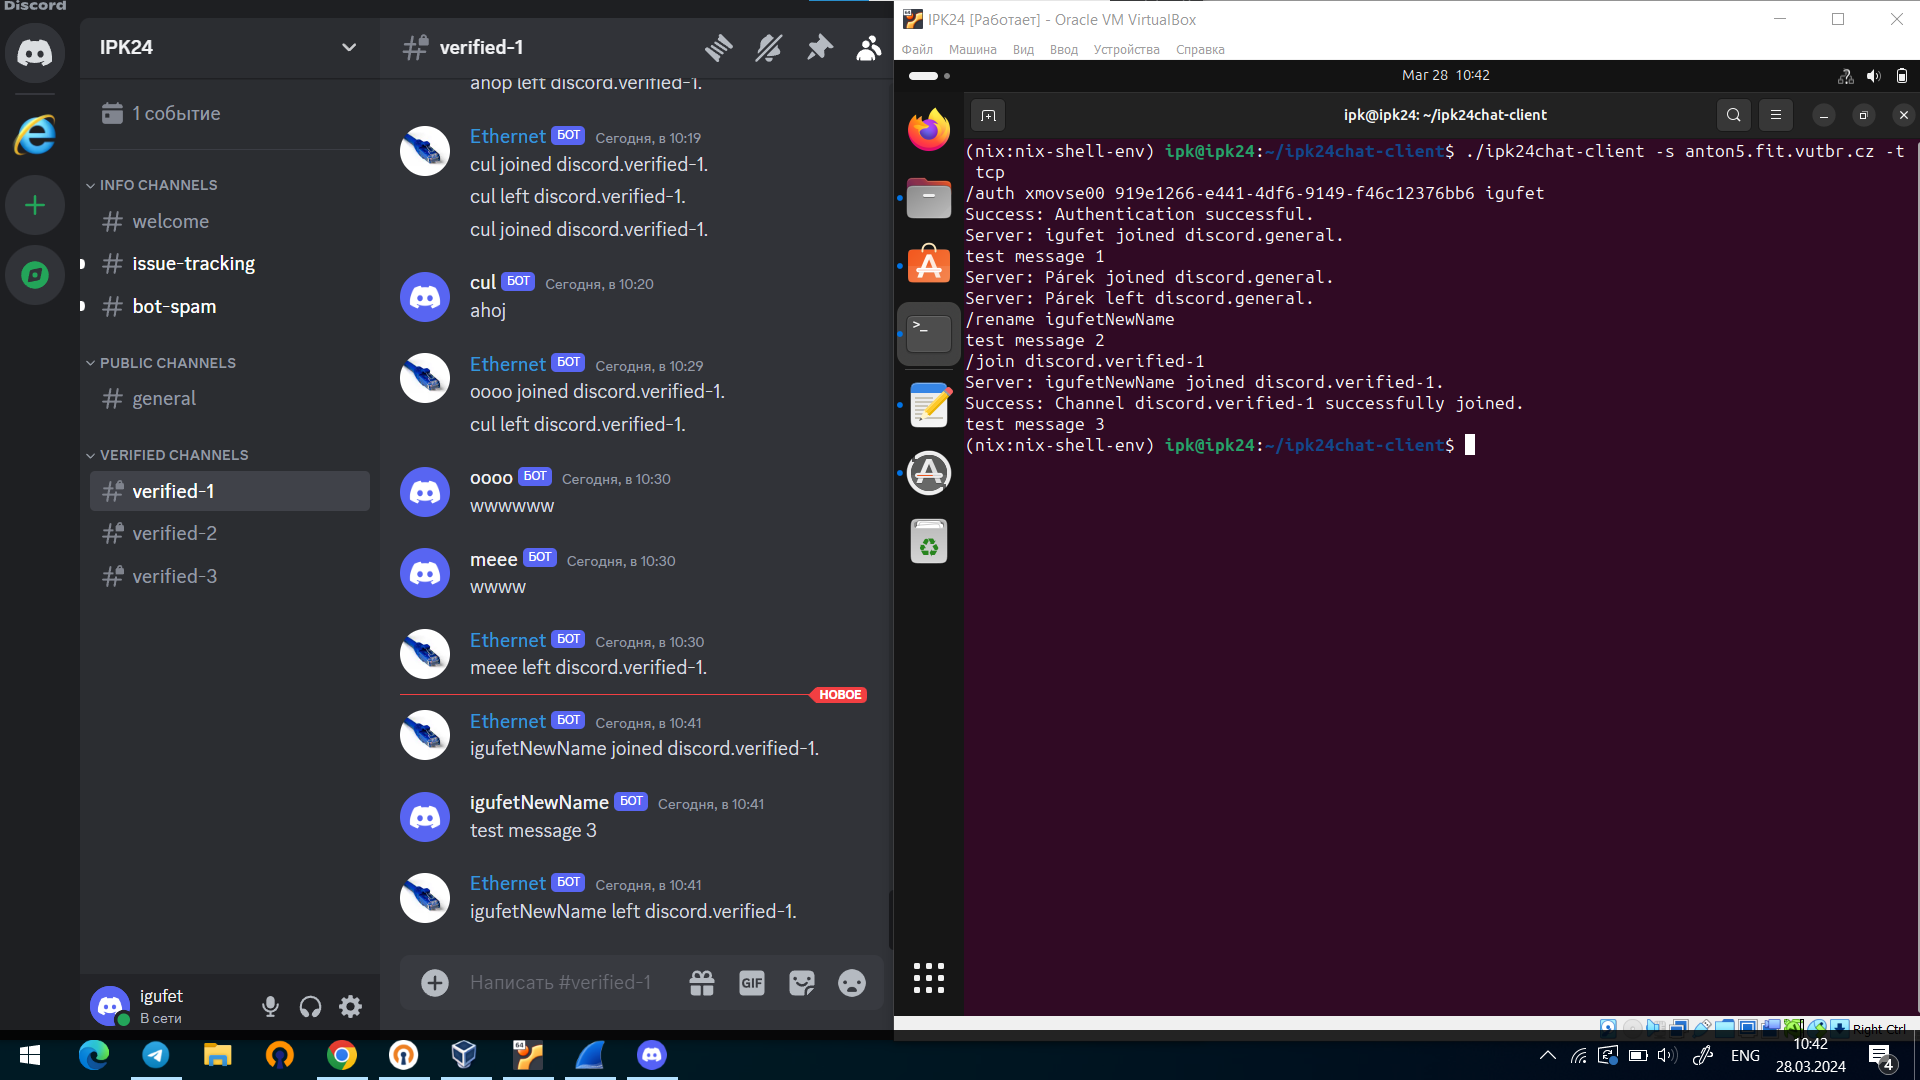 Discord
IPK24
1 событие
INFO CHANNELS
welcome
issue-tracking
bot-spam
PUBLIC CHANNELS
general
VERIFIED CHANNELS
verified-1
verified-2
verified-3
igufet
В сети
verified-1
anop left discord.verified-1.
Ethernet БОТ Сегодня, в 10:19
cul joined discord.verified-1.
cul left discord.verified-1.
cul joined discord.verified-1.
cul БОТ Сегодня, в 10:20
ahoj
Ethernet БОТ Сегодня, в 10:29
oooo joined discord.verified-1.
cul left discord.verified-1.
oooo БОТ Сегодня, в 10:30
wwwwww
meee БОТ Сегодня, в 10:30
wwww
Ethernet БОТ Сегодня, в 10:30
meee left discord.verified-1.
НОВОЕ
Ethernet БОТ Сегодня, в 10:41
igufetNewName joined discord.verified-1.
igufetNewName БОТ Сегодня, в 10:41
test message 3
Ethernet БОТ Сегодня, в 10:41
igufetNewName left discord.verified-1.
Написать #verified-1
GIF
IPK24 [Работает] - Oracle VM VirtualBox
Файл Машина Вид Ввод Устройства Справка
Mar 28 10:42
ipk@ipk24: ~/ipk24chat-client
(nix:nix-shell-env) ipk@ipk24:~/ipk24chat-client$ ./ipk24chat-client -s anton5.fit.vutbr.cz -t
tcp
/auth xmovse00 919e1266-e441-4df6-9149-f46c12376bb6 igufet
Success: Authentication successful.
Server: igufet joined discord.general.
test message 1
Server: Párek joined discord.general.
Server: Párek left discord.general.
/rename igufetNewName
test message 2
/join discord.verified-1
Server: igufetNewName joined discord.verified-1.
Success: Channel discord.verified-1 successfully joined.
test message 3
(nix:nix-shell-env) ipk@ipk24:~/ipk24chat-client$
Right Ctrl
64
ENG
10:42
28.03.2024
4